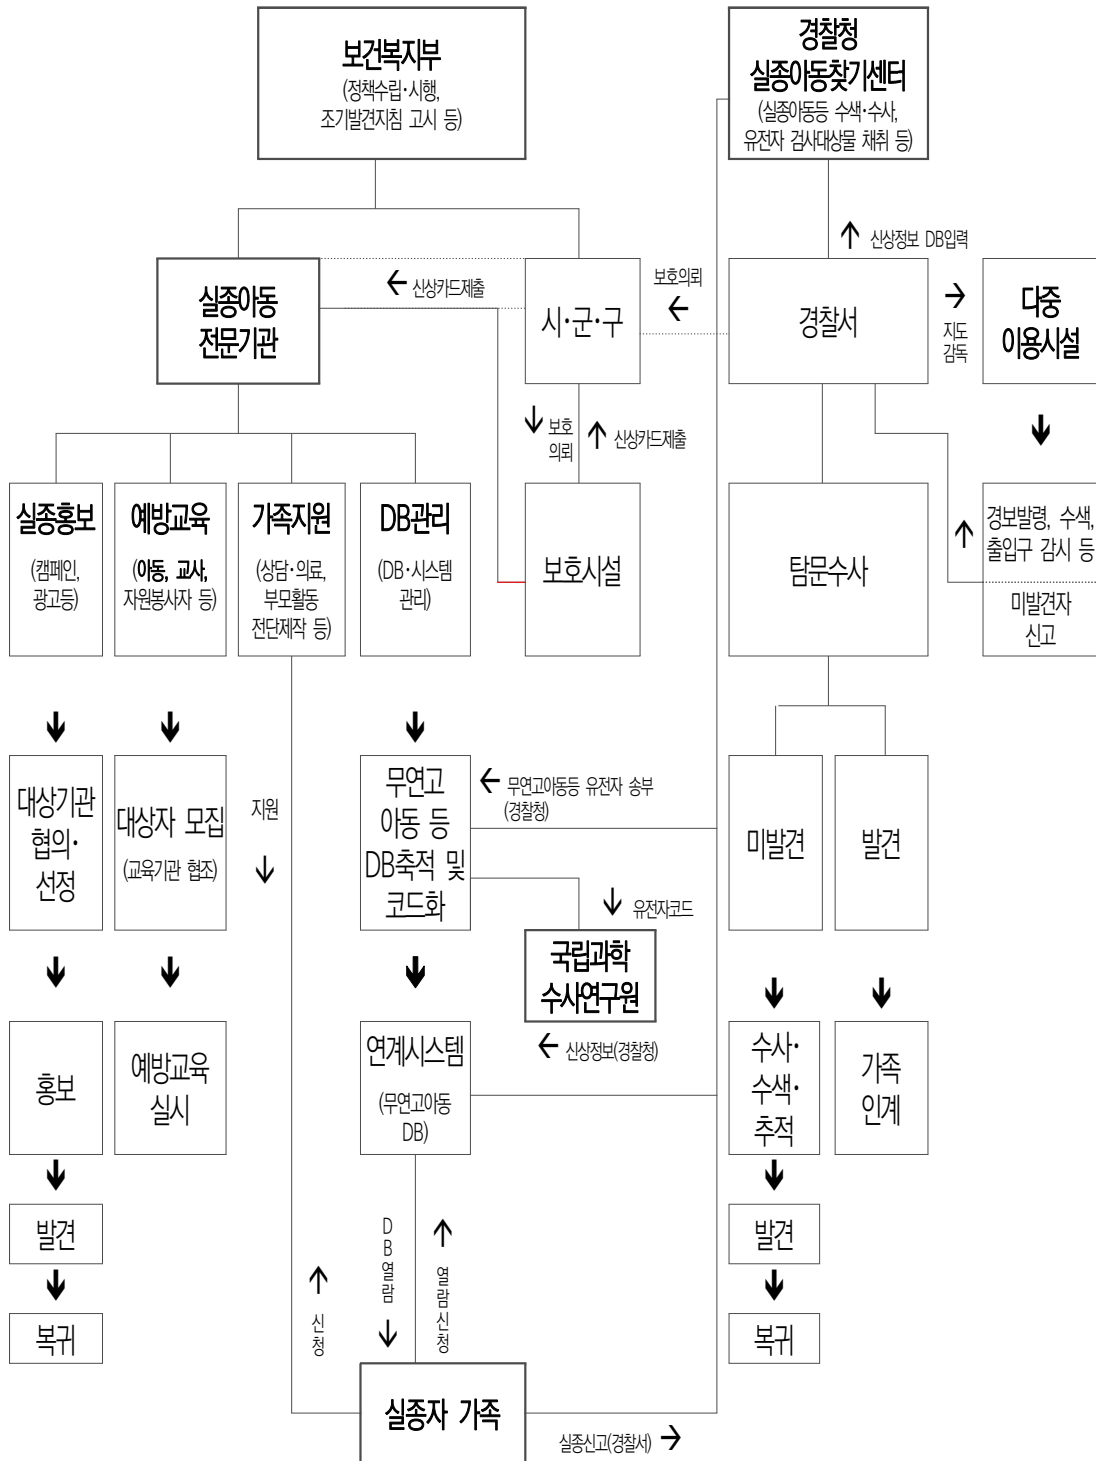 보건복지부
(정책수립·시행,
조기발견지침 고시 등)
경찰청
실종아동찾기센터
(실종아동등 수색·수사,
유전자 검사대상물 채취 등)
신상정보 DB입력
실종아동
전문기관
신상카드제출
시·군·구
보호의뢰
경찰서
지도
감독
다중
이용시설
보호
의뢰
신상카드제출
실종홍보
(캠페인,
광고등)
예방교육
(아동, 교사,
자원봉사자 등)
가족지원
(상담·의료,
부모활동
전단제작 등)
DB관리
(DB·시스템
관리)
보호시설
탐문수사
경보발령, 수색,
출입구 감시 등
미발견자
신고
대상기관
협의·
선정
대상자 모집
(교육기관 협조)
지원
무연고
아동 등
DB축적 및
코드화
무연고아동등 유전자 송부
(경찰청)
유전자코드
국립과학
수사연구원
신상정보(경찰청)
미발견
발견
홍보
예방교육
실시
연계시스템
(무연고아동
DB)
수사·
수색·
추적
가족
인계
발견
복귀
신청
DB열람
열람신청
발견
복귀
실종자 가족
실종신고(경찰서)